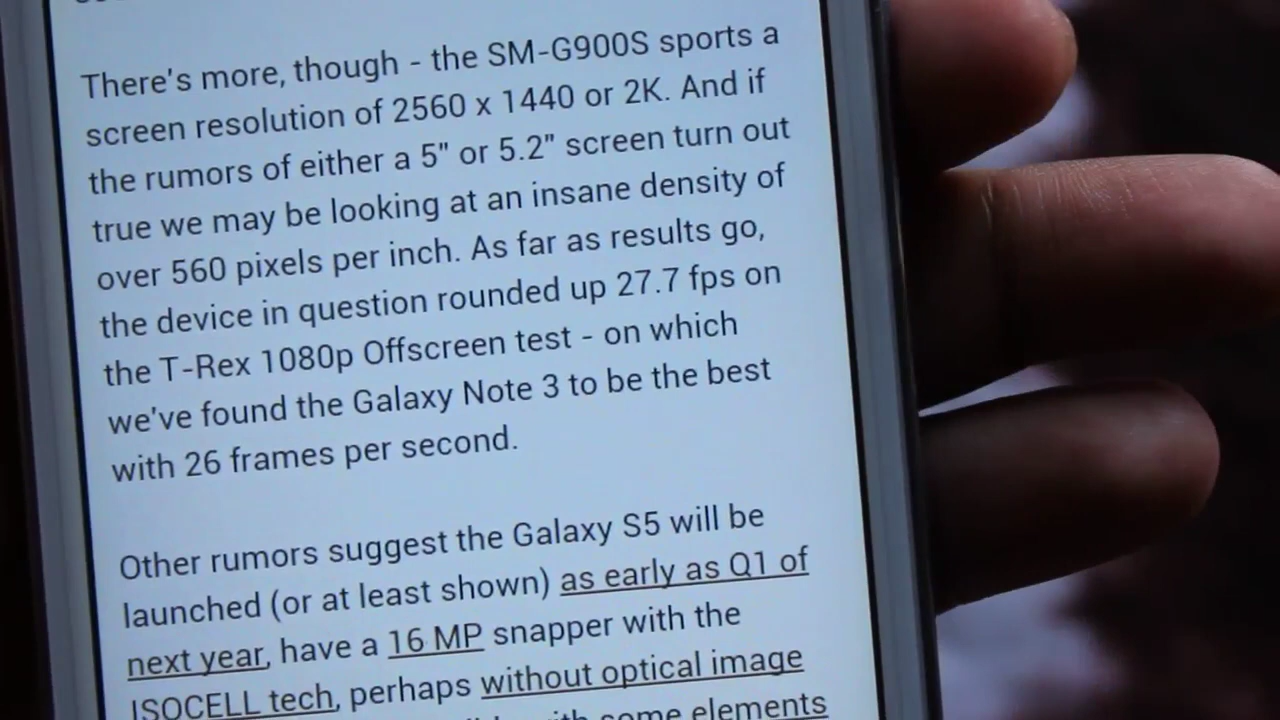 There's more, though - the SM-G900S sports a
screen resolution of 2560 x 1440 or 2K. And if
the rumors of either a 5" or 5.2" screen turn out
true we may be looking at an insane density of
over 560 pixels per inch. As far as results go,
the device in question rounded up 27.7 fps on
the T-Rex 1080p Offscreen test - on which
we've found the Galaxy Note 3 to be the best
with 26 frames per second.
Other rumors suggest the Galaxy S5 will be
launched (or at least shown) as early as Q1 of
next year, have a 16 MP snapper with the
ISOCELL tech, perhaps without optical image
with some elements